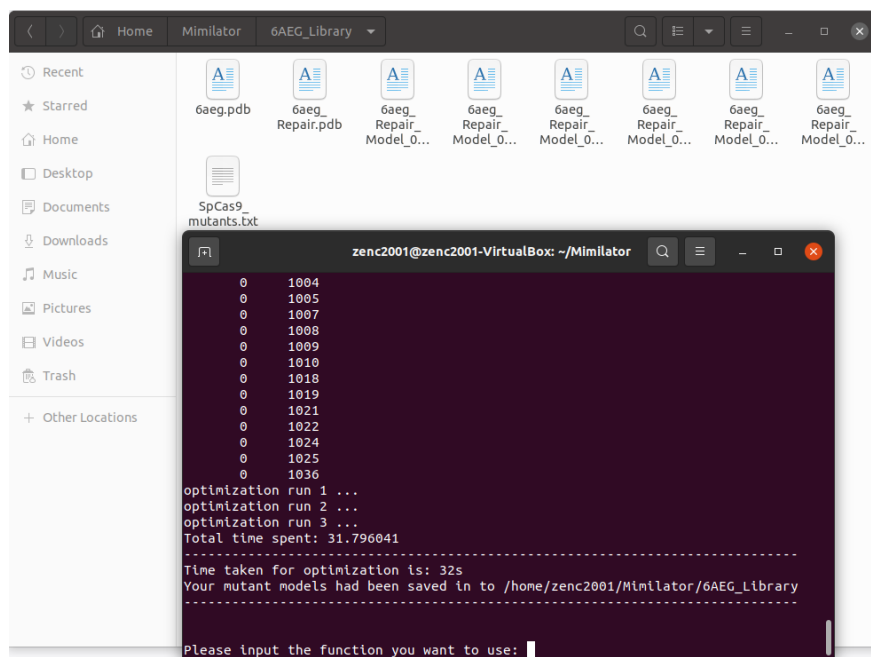 Home Mimilator 6AEG_Library
Recent
Starred
Home
Desktop
Documents
Downloads
Music
Pictures
Videos
Trash
+ Other Locations
6aeg.pdb
6aeg_
Repair.pdb
6aeg_
Repair_
Model_0...
6aeg_
Repair_
Model_0...
6aeg_
Repair_
Model_0...
6aeg_
Repair_
Model_0...
6aeg_
Repair_
Model_0...
6aeg_
Repair_
Model_0...
SpCas9_
mutants.txt
zenc2001@zenc2001-VirtualBox: ~/Mimilator
0 1004
0 1005
0 1007
0 1008
0 1009
0 1010
0 1018
0 1019
0 1021
0 1022
0 1024
0 1025
0 1036
optimization run 1 ...
optimization run 2 ...
optimization run 3 ...
Total time spent: 31.796041
--------------------------------------------------------------------------------
Time taken for optimization is: 32s
Your mutant models had been saved in to /home/zenc2001/Mimilator/6AEG_Library
--------------------------------------------------------------------------------
Please input the function you want to use: